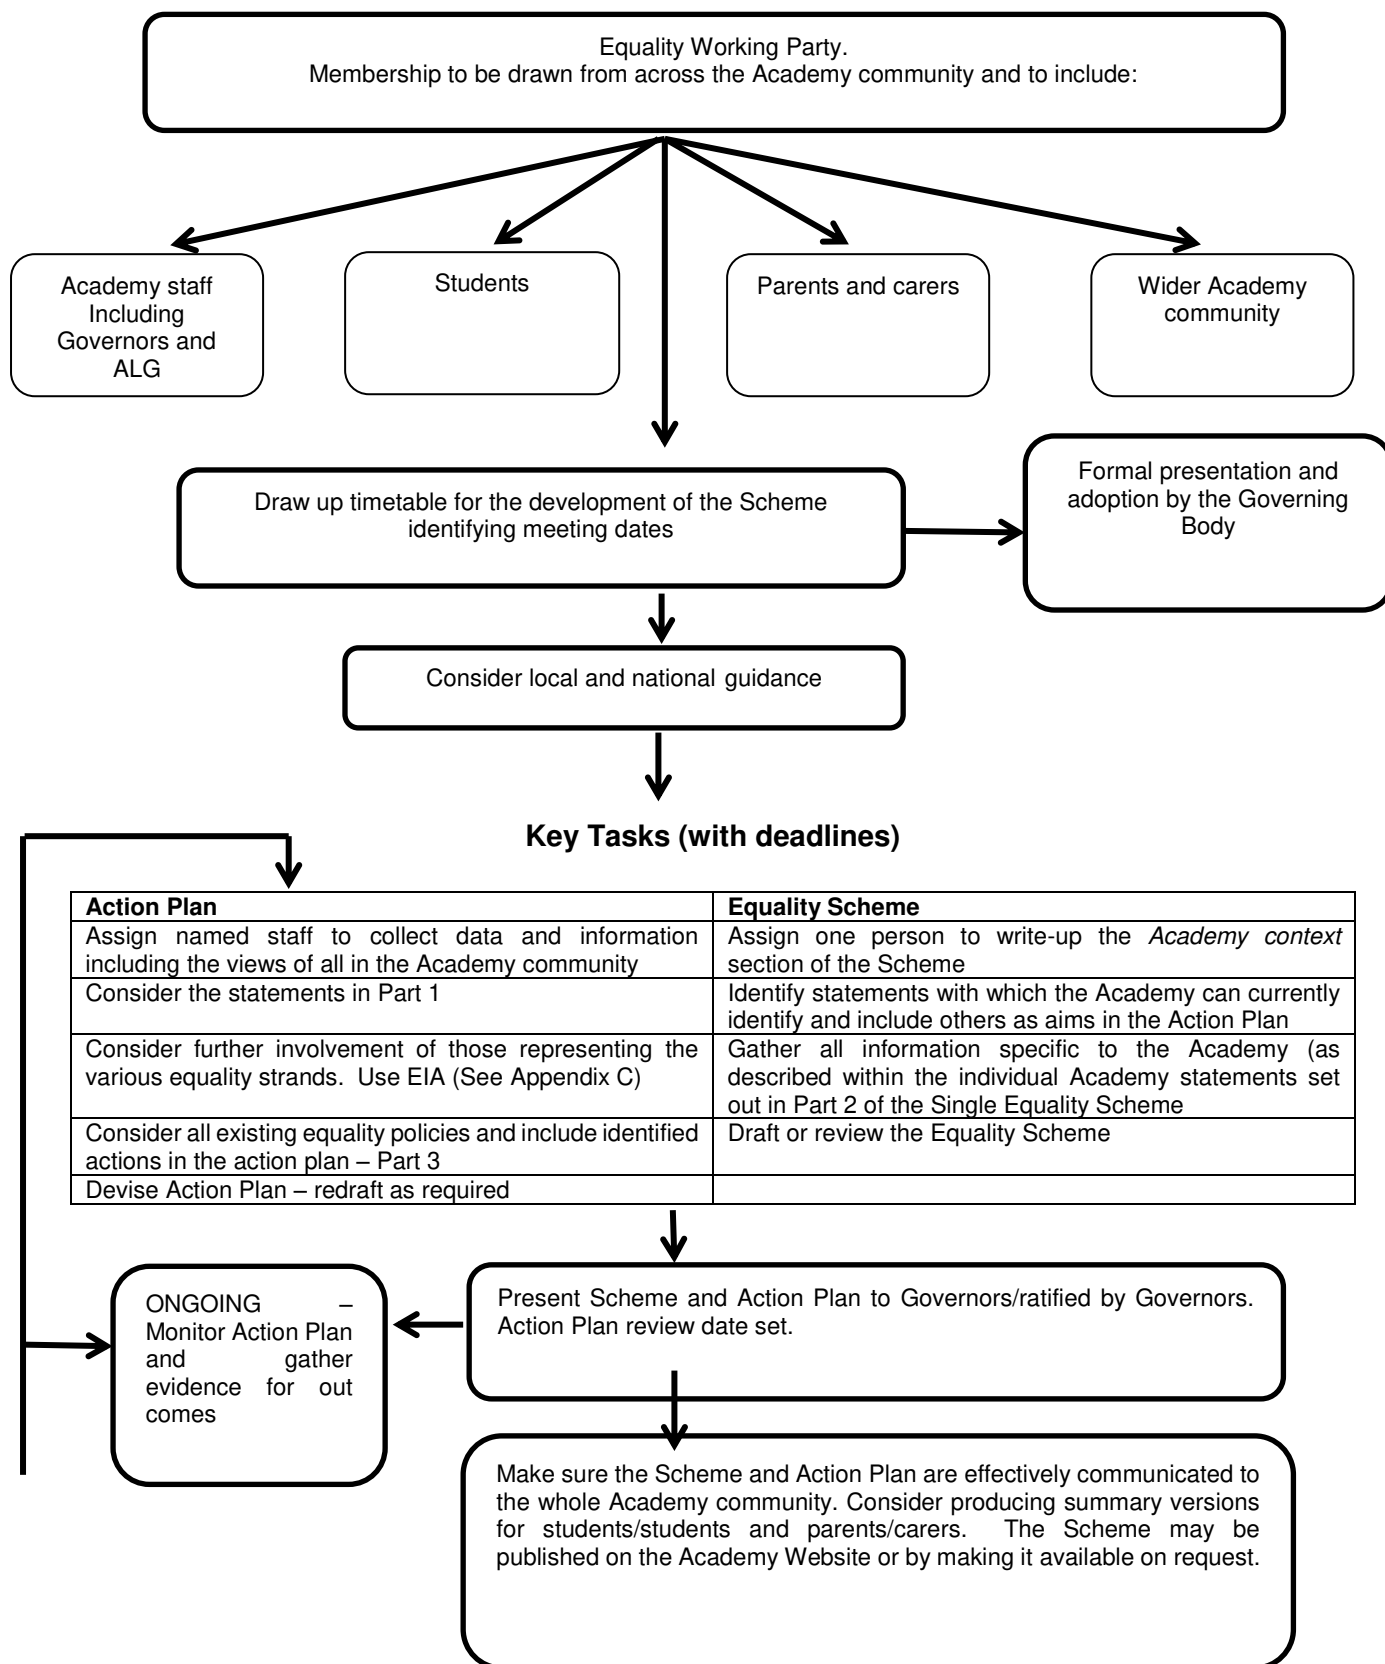 Equality Working Party.
Membership to be drawn from across the Academy community and to include:
Academy staff
Including
Governors and
ALG
Students
Parents and carers
Wider Academy
community
Formal presentation and
adoption by the Governing
Body
Draw up timetable for the development of the Scheme
identifying meeting dates
Consider local and national guidance
Key Tasks (with deadlines)
Action Plan
Equality Scheme
Assign named staff to collect data and information
including the views of all in the Academy community
Assign one person to write-up the Academy context
section of the Scheme
Consider the statements in Part 1
Identify statements with which the Academy can currently
identify and include others as aims in the Action Plan
Consider further involvement of those representing the
various equality strands. Use EIA (See Appendix C)
Gather all information specific to the Academy (as
described within the individual Academy statements set
out in Part 2 of the Single Equality Scheme
Consider all existing equality policies and include identified
actions in the action plan – Part 3
Draft or review the Equality Scheme
Devise Action Plan – redraft as required
ONGOING –
Monitor Action Plan
and gather
evidence for out
comes
Present Scheme and Action Plan to Governors/ratified by Governors.
Action Plan review date set.
Make sure the Scheme and Action Plan are effectively communicated to
the whole Academy community. Consider producing summary versions
for students/students and parents/carers. The Scheme may be
published on the Academy Website or by making it available on request.